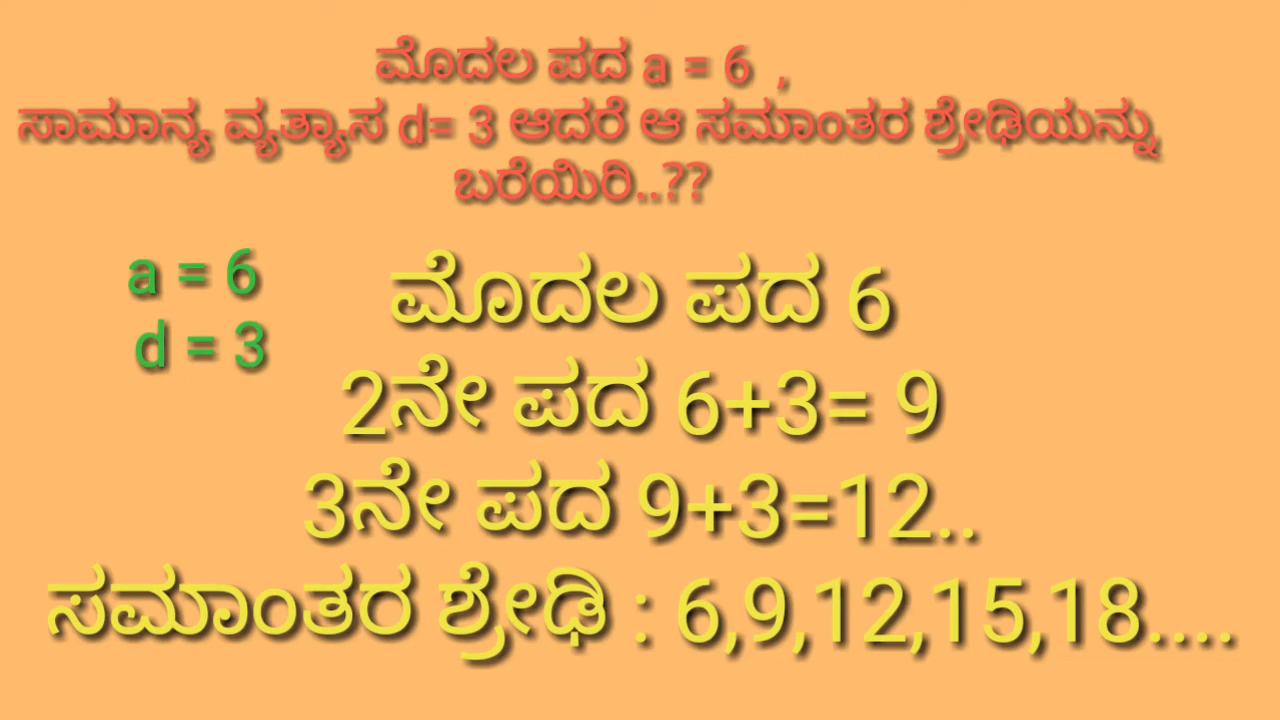 ಮೊದಲ ಪದ a = 6 ,
ಸಾಮಾನ್ಯ ವ್ಯತ್ಯಾಸ d= 3 ಆದರೆ ಆ ಸಮಾಂತರ ಶ್ರೇಢಿಯನ್ನು
ಬರೆಯಿರಿ..??
a = 6
d = 3
ಮೊದಲ ಪದ 6
2ನೇ ಪದ 6+3= 9
3ನೇ ಪದ 9+3=12..
ಸಮಾಂತರ ಶ್ರೇಢಿ : 6,9,12,15,18....